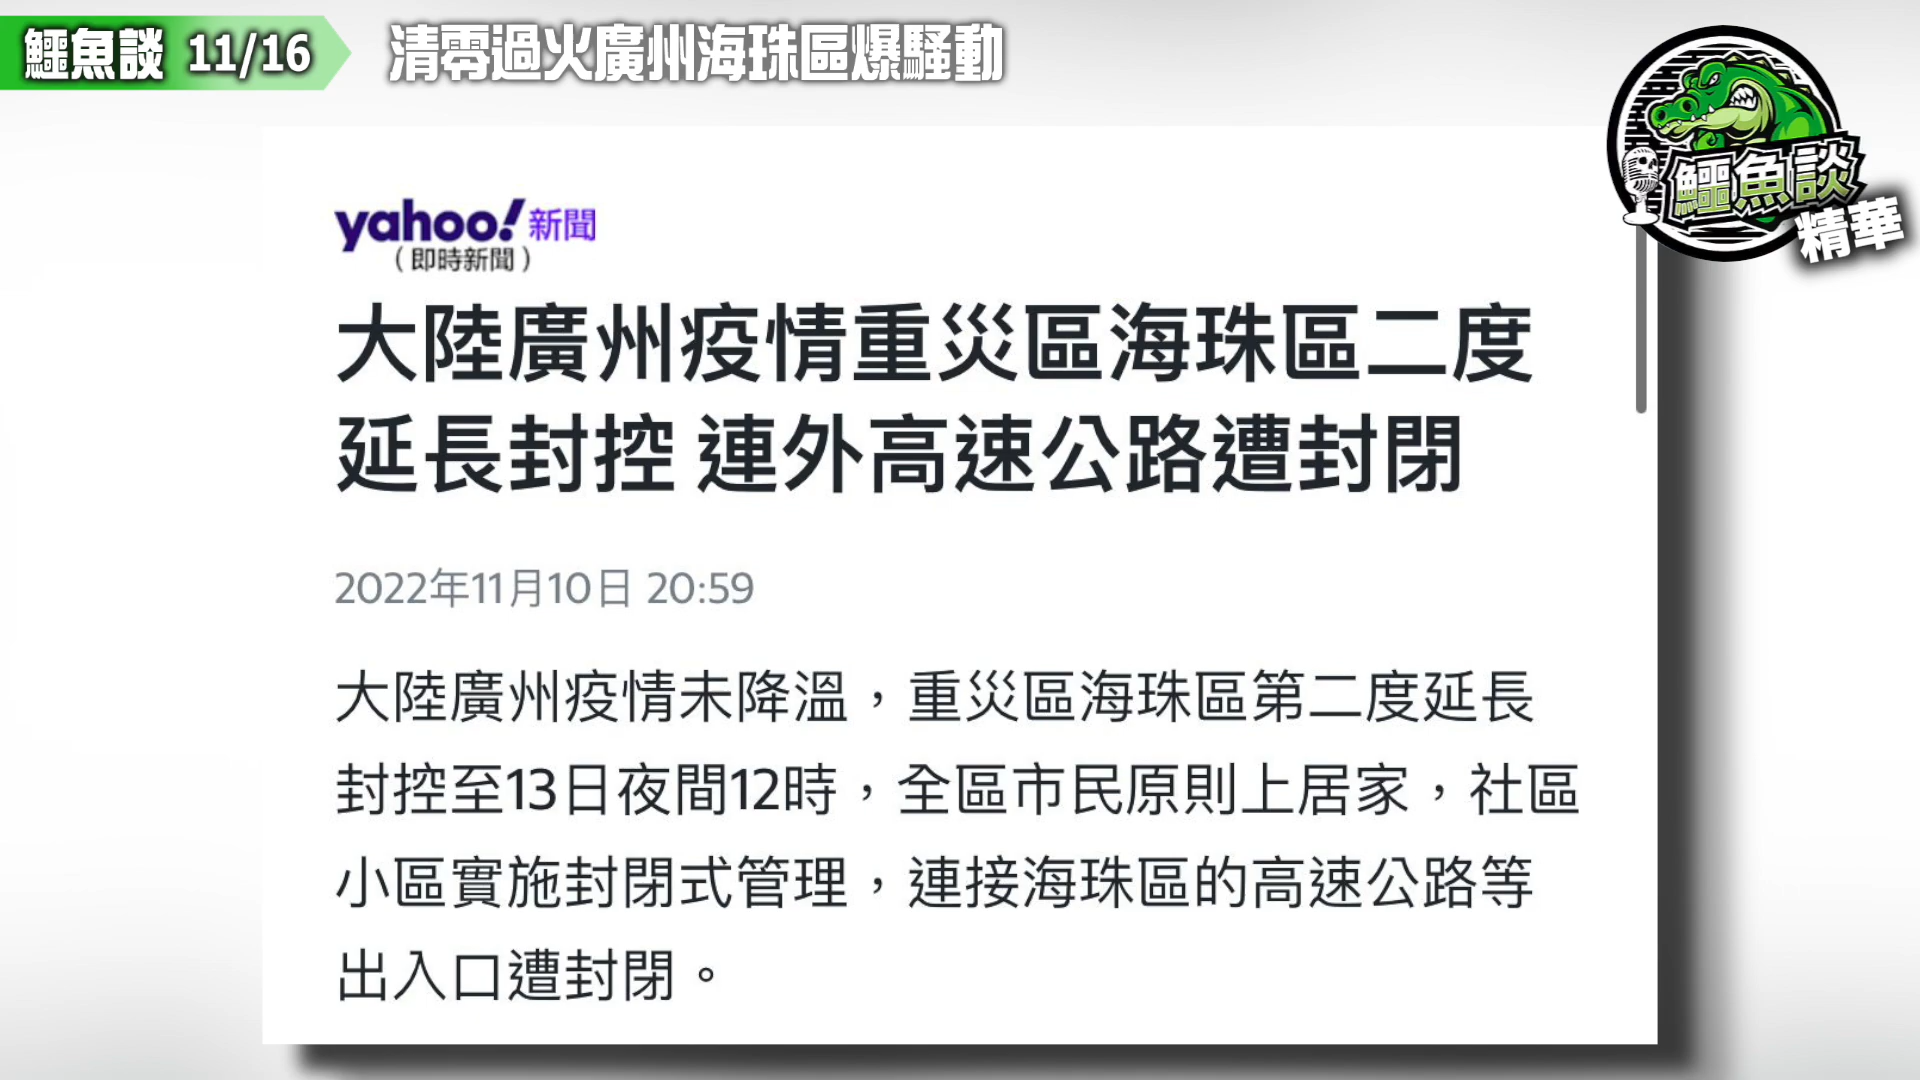 鱷魚談 11/16
清零過火廣州海珠區爆騷動
鱷魚談
精華
yahoo!新聞
（即時新聞）
大陸廣州疫情重災區海珠區二度
延長封控 連外高速公路遭封閉
2022年11月10日 20:59
大陸廣州疫情未降溫，重災區海珠區第二度延長
封控至13日夜間12時，全區市民原則上居家，社區
小區實施封閉式管理，連接海珠區的高速公路等
出入口遭封閉。